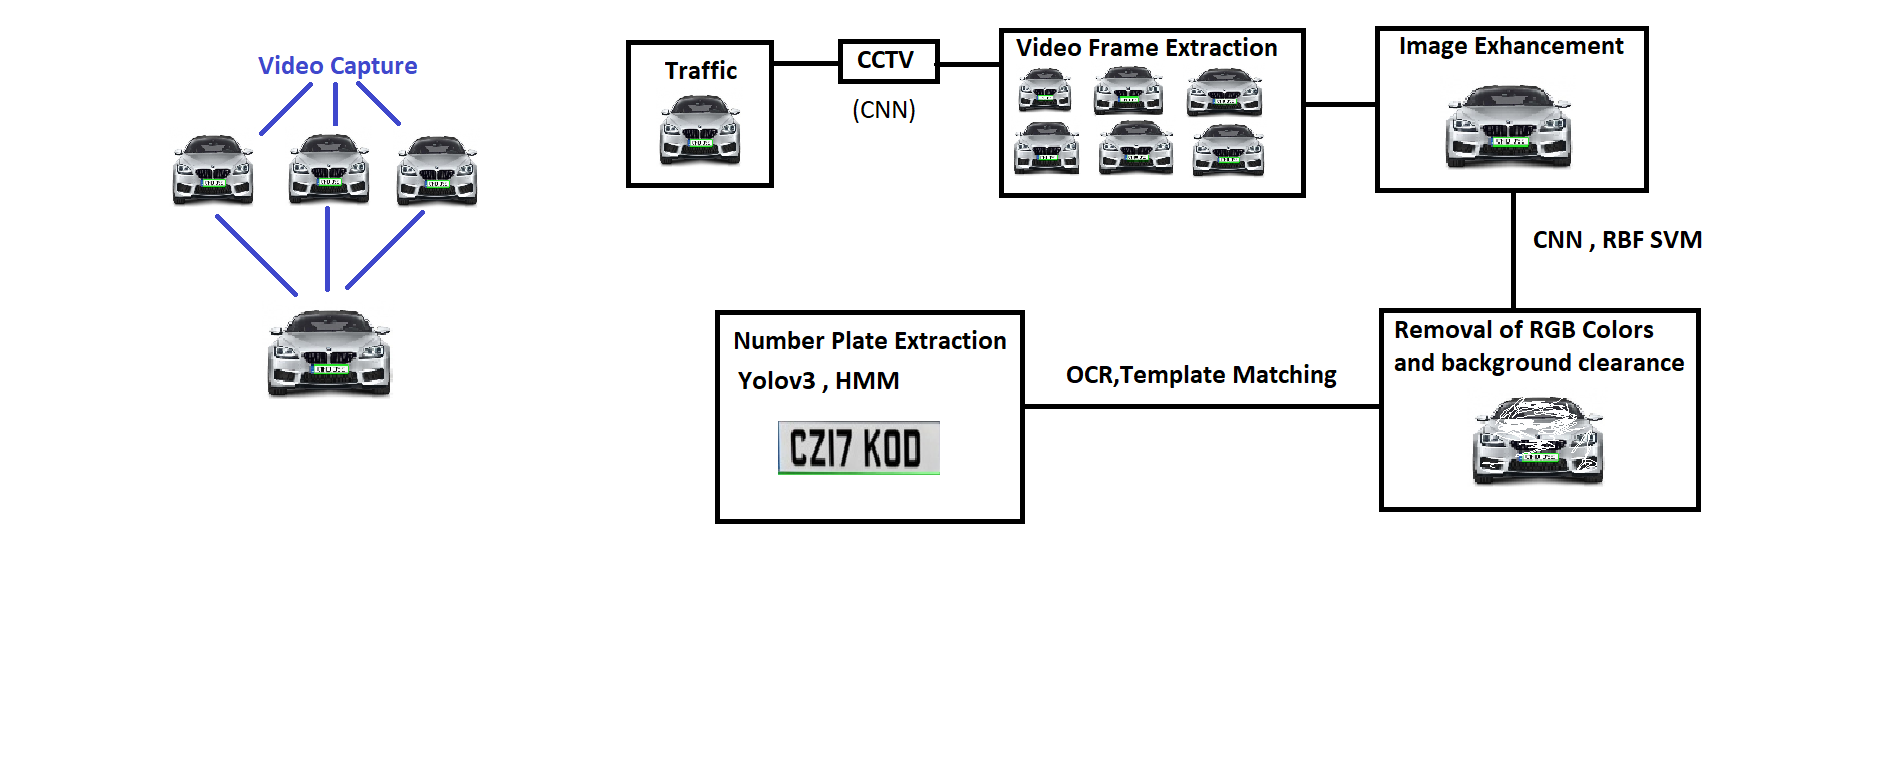 Video Capture
Traffic
CCTV
(CNN)
Video Frame Extraction
Image Exhancement
CNN , RBF SVM
Removal of RGB Colors
and background clearance
OCR,Template Matching
Number Plate Extraction
Yolov3 , HMM
CZ17 KOD